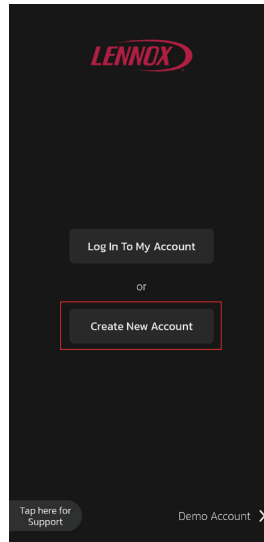 LENNOX
Log In To My Account
or
Create New Account
Tap here for
Support
Demo Account